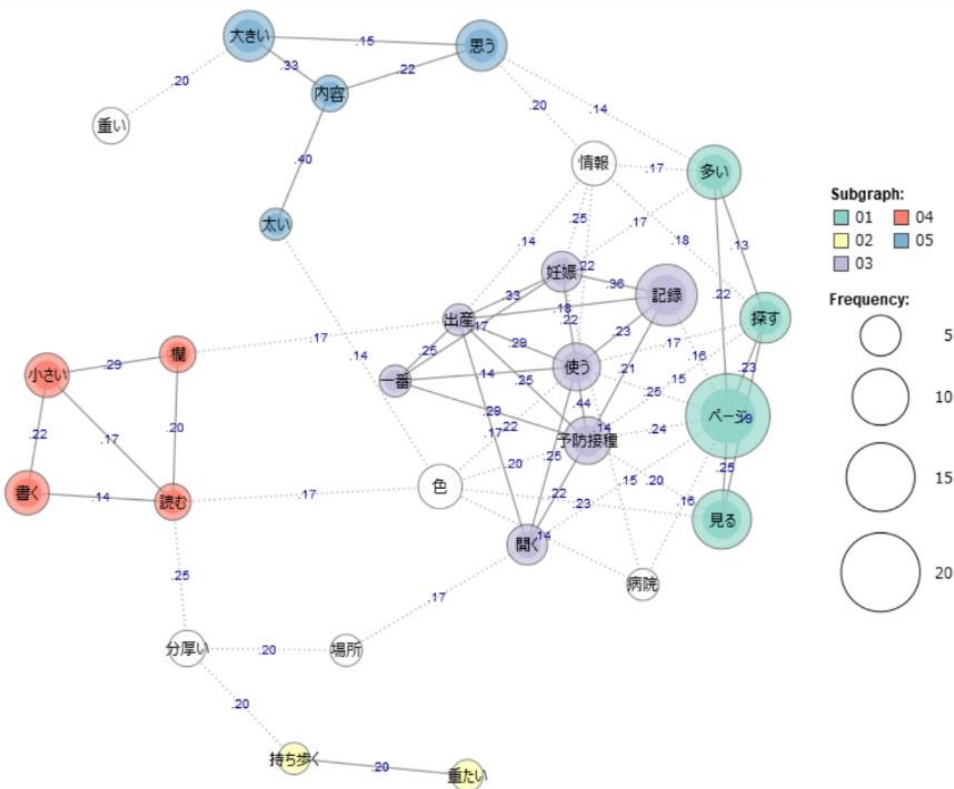 大きい
.15
思う
.33
.22
.20
内容
.20
.14
重い
.40
情報
.17
多い
太い
.25
.17
.14
.18
.13
妊娠
.22
.36
記録
.22
.33
.18
出産
.17
.22
.23
探す
.17
.29
.17
欄
.14
.25
.16
小さい
.29
.21
.23
一番
.14
使う
.25
.15
.25
.44
ページ
.22
.17
.20
.29
.17
.22
.14
.24
予防接種
.20
.25
.25
書く
.14
読む
.17
色
.22
.23
.15
.20
.16
見る
開く
.14
.25
病院
.17
分厚い
.20
場所
.20
持ち歩く
.20
重たい
Subgraph:
01
04
02
05
03
Frequency:
5
10
15
20